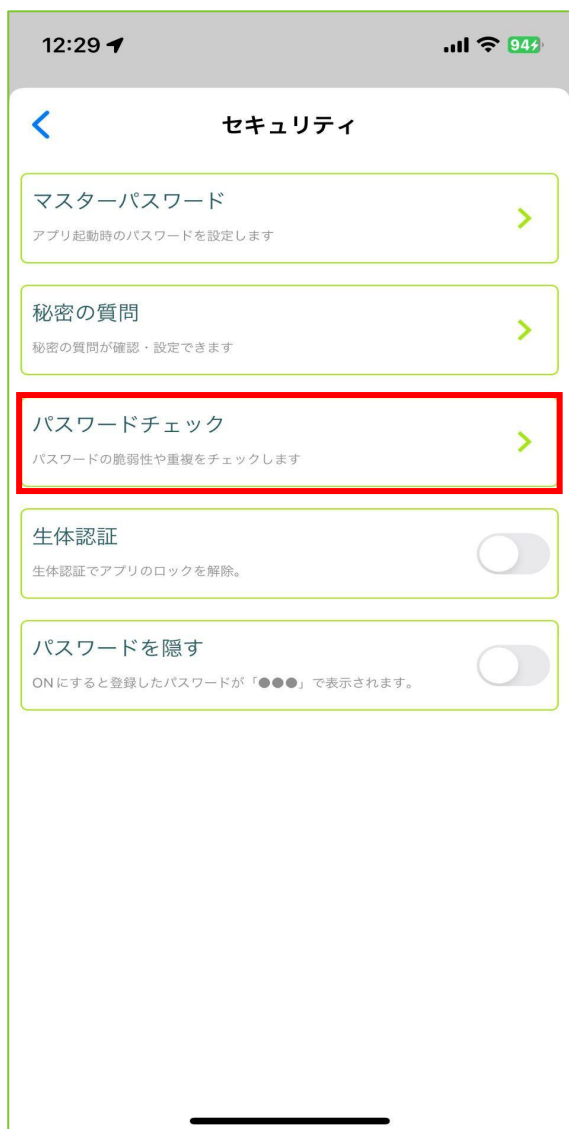 12:29
94
セキュリティ
マスターパスワード
アプリ起動時のパスワードを設定します
秘密の質問
秘密の質問が確認・設定できます
パスワードチェック
パスワードの脆弱性や重複をチェックします
生体認証
生体認証でアプリのロックを解除。
パスワードを隠す
ONにすると登録したパスワードが「●●●」で表示されます。